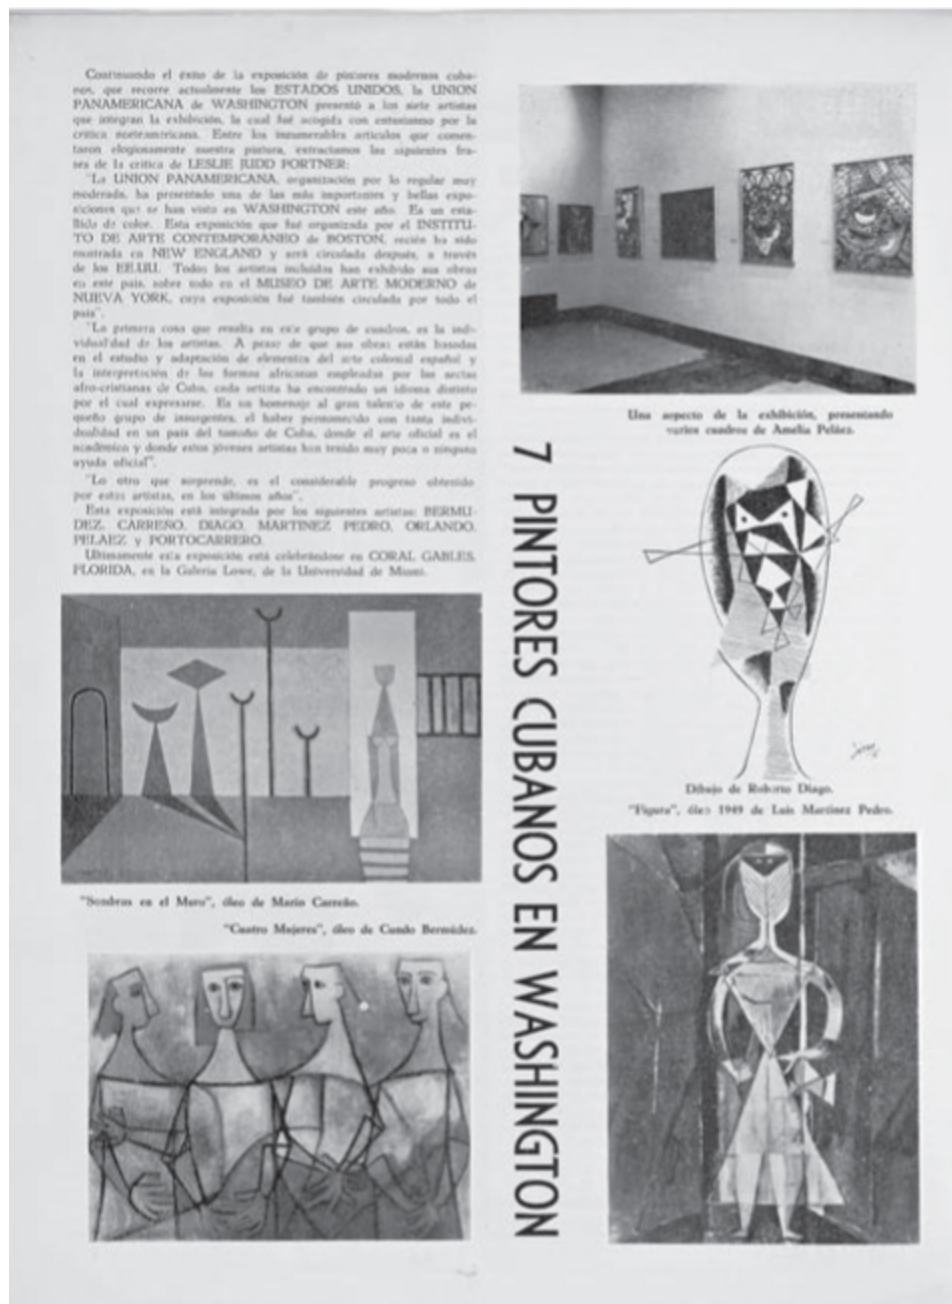 Continuando el éxito de la exposición de pintores modernos cuba-
nos, que recorre actualmente los ESTADOS UNIDOS, la UNION
PANAMERICANA de WASHINGTON presentó a los siete artistas
que integran la exhibición, la cual fué acogida con entusiasmo por la
crítica norteamericana. Entre los innumerables artículos que comen-
taron elogiosamente nuestra pintura, extractamos las siguientes fra-
ses de la crítica de LESLIE JUDD PORTNER:
"La UNION PANAMERICANA, organización por lo regular muy
moderada, ha presentado una de las más importantes y bellas expo-
siciones que se han visto en WASHINGTON este año. Es un esta-
llido de color. Esta exposición que fué organizada por el INSTITU-
TO DE ARTE CONTEMPORANEO de BOSTON, recién ha sido
mostrada en NEW ENGLAND y será circulada después, a través
de los EE.UU. Todos los artistas incluídos han exhibido sus obras
en este país, sobre todo en el MUSEO DE ARTE MODERNO de
NUEVA YORK, cuya exposición fué también circulada por todo el
país".
"La primera cosa que resalta en este grupo de cuadros, es la indi-
vidualidad de los artistas. A pesar de que sus obras están basadas
en el estudio y adaptación de elementos del arte colonial español y
la interpretación de las formas africanas empleadas por las sectas
afro-cristianas de Cuba, cada artista ha encontrado un idioma distinto
por el cual expresarse. Es un homenaje al gran talento de este pe-
queño grupo de insurgentes, el haber permanecido con tanta indivi-
dualidad en un país del tamaño de Cuba, donde el arte oficial es el
académico y donde estos jóvenes artistas han tenido muy poca o ninguna
ayuda oficial".
"Lo otro que sorprende, es el considerable progreso obtenido
por estos artistas, en los últimos años".
Esta exposición está integrada por los siguientes artistas: BERMU-
DEZ, CARREÑO, DIAGO, MARTINEZ PEDRO, ORLANDO,
PELAEZ y PORTOCARRERO.
Ultimamente esta exposición está celebrándose en CORAL GABLES,
FLORIDA, en la Galería Lowe, de la Universidad de Miami.
"Sombras en el Muro", óleo de Mario Carreño.
"Cuatro Mujeres", óleo de Cundo Bermúdez.
7 PINTORES CUBANOS EN WASHINGTON
Una aspecto de la exhibición, presentando
varios cuadros de Amelia Peláez.
Dibujo de Roberto Diago.
"Figura", óleo 1949 de Luis Martínez Pedro.